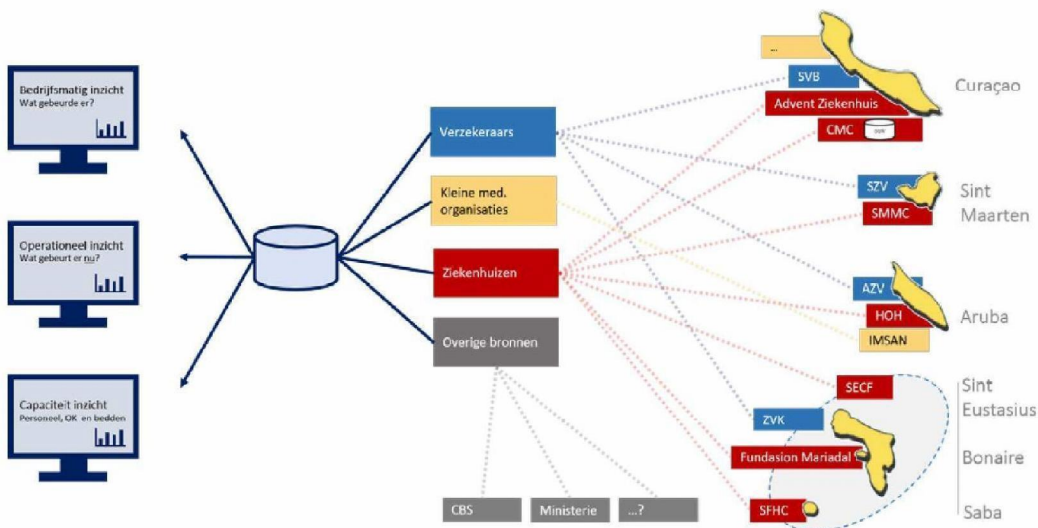 Bedrijfsmatig inzicht
Wat gebeurde er?
Operationeel inzicht
Wat gebeurt er nu?
Capaciteit inzicht
Personeel, OK en bedden
Verzekeraars
Kleine med.
organisaties
Ziekenhuizen
Overige bronnen
CBS
Ministerie
...?
...
SVB
Advent Ziekenhuis
CMC
Curaçao
SZV
SMMC
Sint
Maarten
AZV
HOH
IMSAN
Aruba
SECF
ZVK
Fundasion Mariadal
SFHC
Sint
Eustasius
Bonaire
Saba